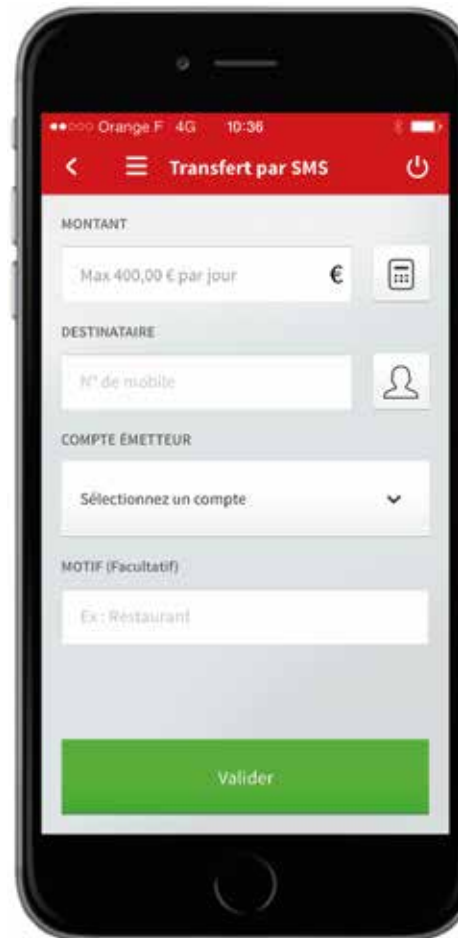 Orange F 4G 10:36
Transfert par SMS
MONTANT
Max 400,00 € par jour €
DESTINATAIRE
N° de mobile
COMPTE ÉMETTEUR
Sélectionnez un compte
MOTIF (Facultatif)
Ex : Restaurant
Valider